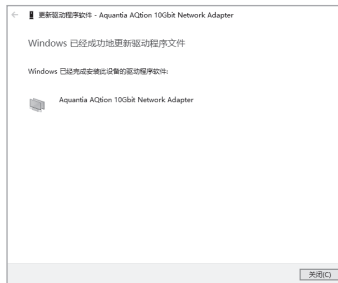 更新驱动程序软件 - Aquantia AQtion 10Gbit Network Adapter
Windows 已经成功地更新驱动程序文件
Windows 已经完成安装此设备的驱动程序软件:
Aquantia AQtion 10Gbit Network Adapter
关闭(C)